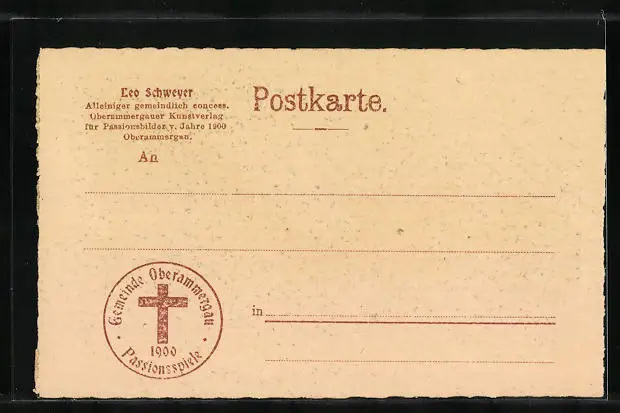 Leo Schweyer
Alleiniger gemeindlich concess.
Oberammergauer Kunstverlag
für Passionsbilder v. Jahre 1900
Oberammergau.
Postkarte.
An
in
Gemeinde Oberammergau
1900
Passionsspiele